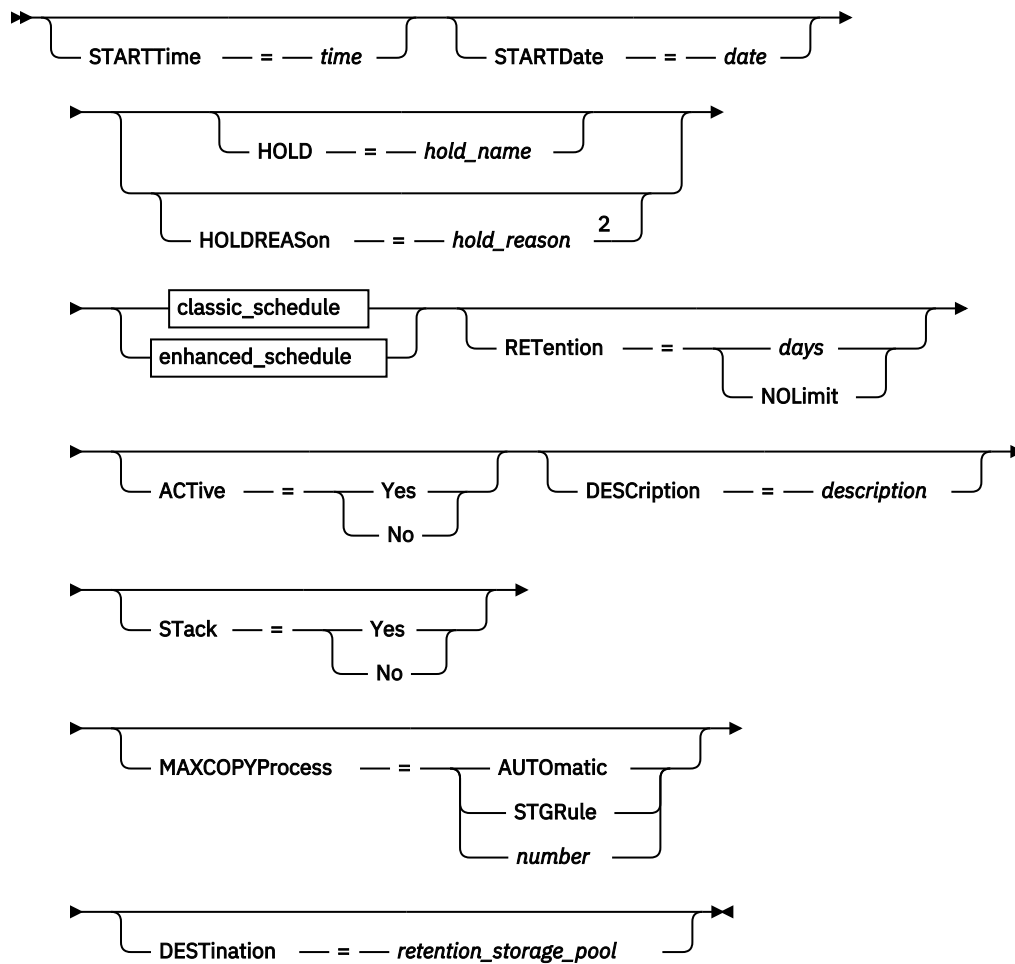 STARTTime = time STARTDate = date
HOLD = hold_name
HOLDREASon = hold_reason 2
classic_schedule
enhanced_schedule
RETention = days
NOLimit
ACTive = Yes
No
DESCription = description
STack = Yes
No
MAXCOPYProcess = AUTOmatic
STGRule
number
DESTination = retention_storage_pool